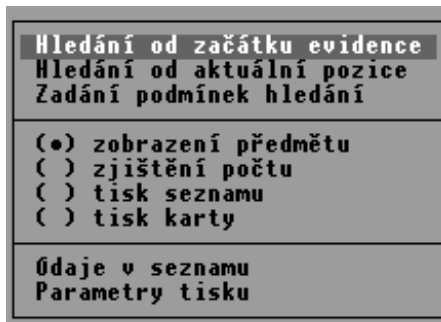 Hledání od začátku evidence
Hledání od aktuální pozice
Zadání podmínek hledání
(•) zobrazení předmětu
( ) zjištění počtu
( ) tisk seznamu
( ) tisk karty
Údaje v seznamu
Parametry tisku